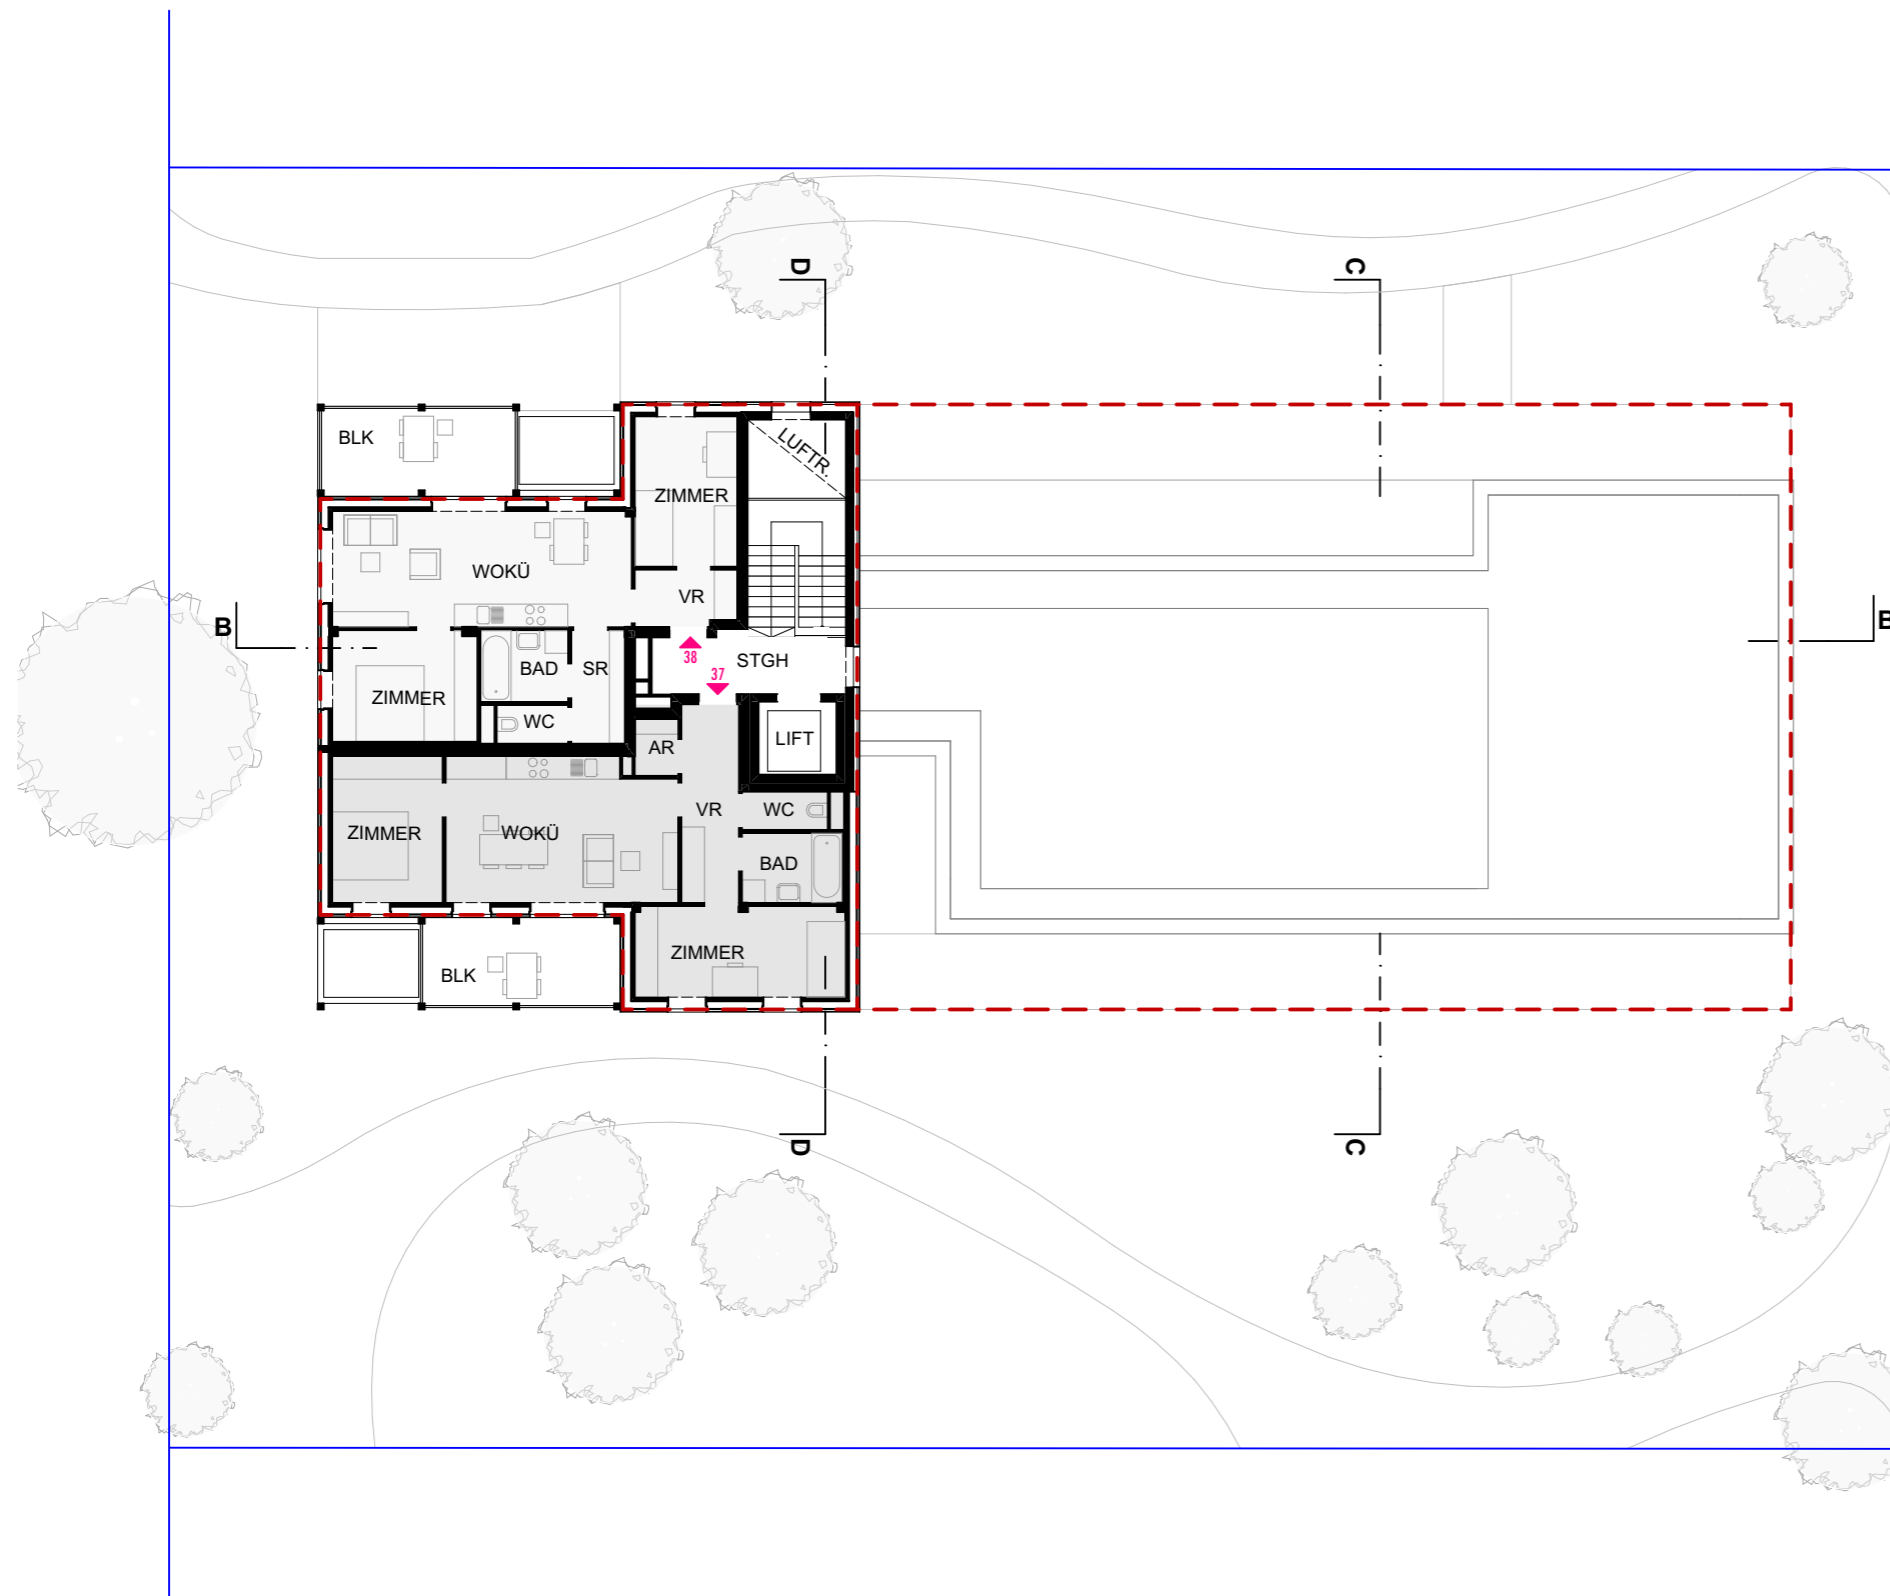 D
C
BLK
LUFTR.
ZIMMER
WOKÜ
VR
B
B
38
STGH
BAD
SR
37
ZIMMER
WC
LIFT
AR
VR
WC
ZIMMER
WOKÜ
BAD
ZIMMER
BLK
D
C